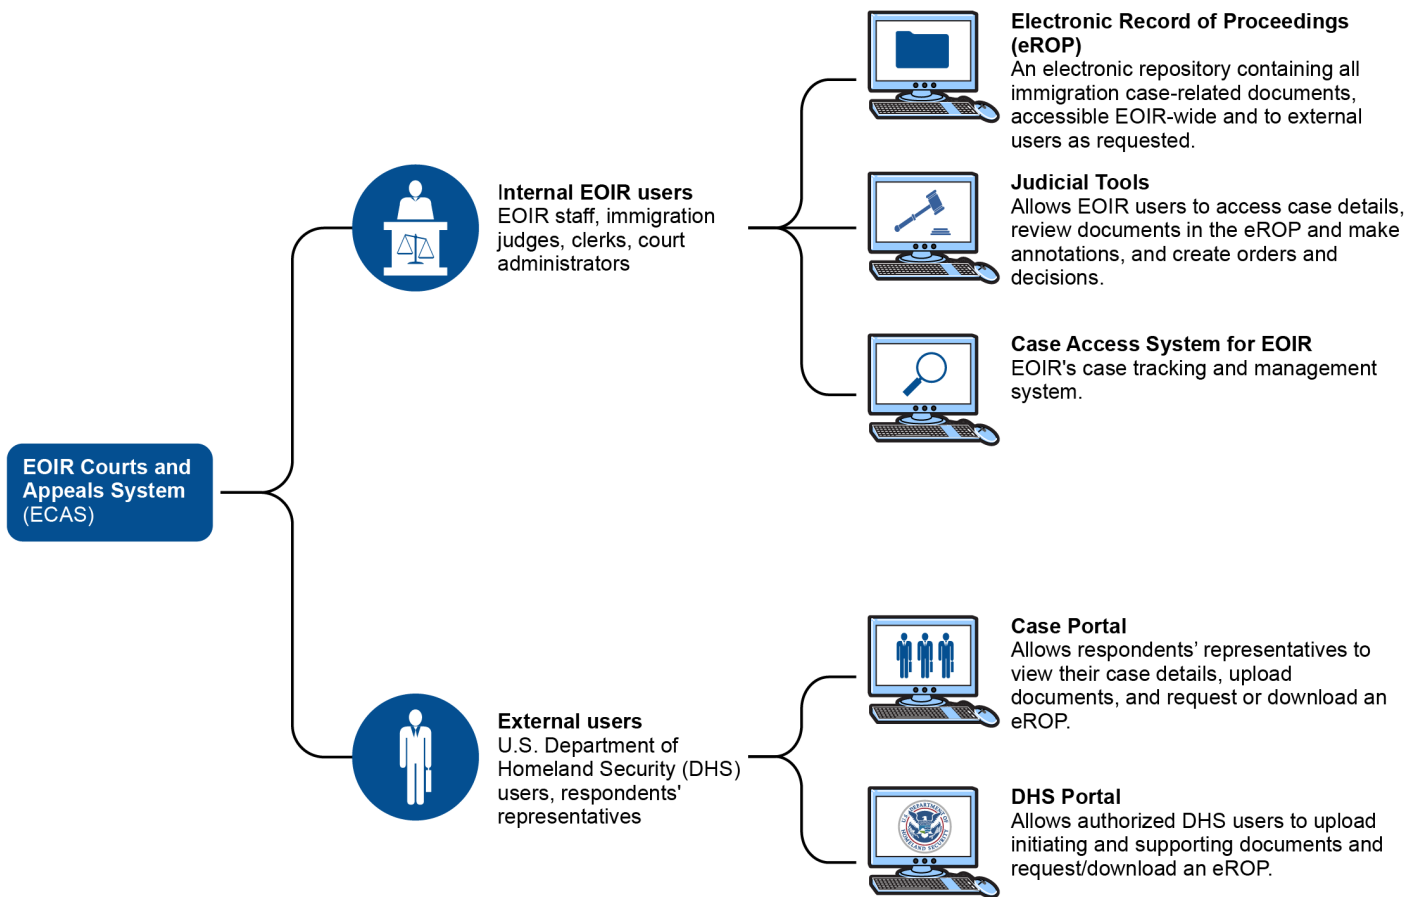 Electronic Record of Proceedings
(eROP)
An electronic repository containing all
immigration case-related documents,
accessible EOIR-wide and to external
users as requested.
Internal EOIR users
EOIR staff, immigration
judges, clerks, court
administrators
Judicial Tools
Allows EOIR users to access case details,
review documents in the eROP and make
annotations, and create orders and
decisions.
Case Access System for EOIR
EOIR's case tracking and management
system.
EOIR Courts and
Appeals System
(ECAS)
External users
U.S. Department of
Homeland Security (DHS)
users, respondents'
representatives
Case Portal
Allows respondents’ representatives to
view their case details, upload
documents, and request or download an
eROP.
U.S. DEPARTMENT OF
HOMELAND SECURITY
DHS Portal
Allows authorized DHS users to upload
initiating and supporting documents and
request/download an eROP.